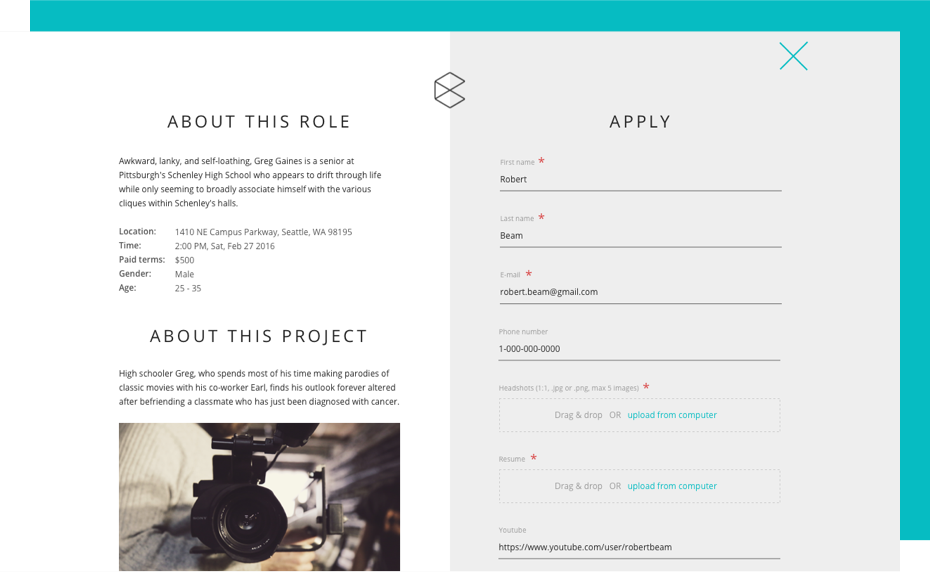 ABOUT THIS ROLE
Awkward, lanky, and self-loathing, Greg Gaines is a senior at
Pittsburgh's Schenley High School who appears to drift through life
while only seeming to broadly associate himself with the various
cliques within Schenley's halls.
Location: 1410 NE Campus Parkway, Seattle, WA 98195
Time: 2:00 PM, Sat, Feb 27 2016
Paid terms: $500
Gender: Male
Age: 25 - 35
ABOUT THIS PROJECT
High schooler Greg, who spends most of his time making parodies of
classic movies with his co-worker Earl, finds his outlook forever altered
after befriending a classmate who has just been diagnosed with cancer.
APPLY
First name *
Robert
Last name *
Beam
E-mail *
robert.beam@gmail.com
Phone number
1-000-000-0000
Headshots (1:1, .jpg or .png, max 5 images) *
Drag & drop OR upload from computer
Resume *
Drag & drop OR upload from computer
Youtube
https://www.youtube.com/user/robertbeam